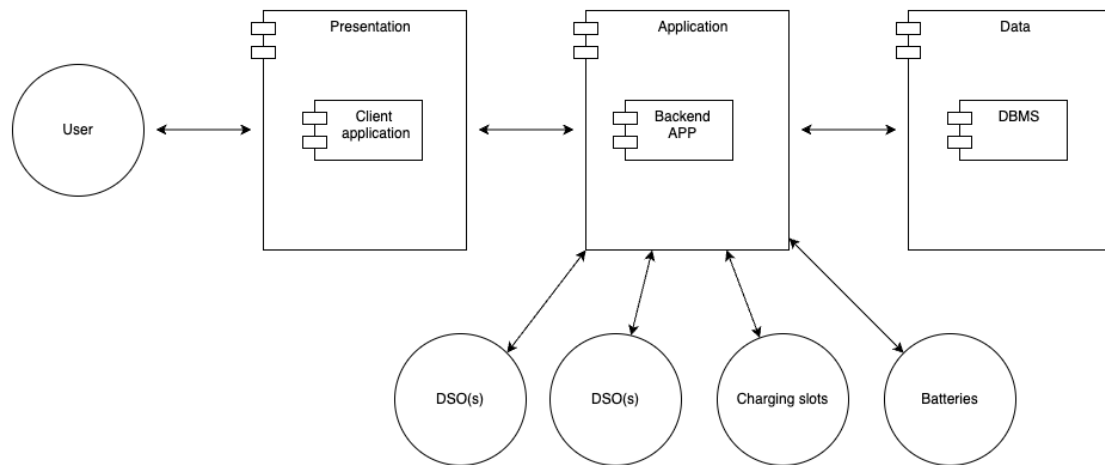 Presentation
Application
Data
User
Client
application
Backend
APP
DBMS
DSO(s)
DSO(s)
Charging slots
Batteries